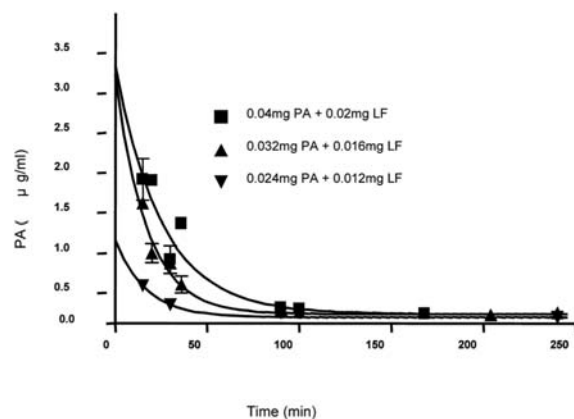 3.5
3.0
2.5
2.0
1.5
1.0
0.5
0.0
PA ( μ g/ml)
0.04mg PA + 0.02mg LF
0.032mg PA + 0.016mg LF
0.024mg PA + 0.012mg LF
0 50 100 150 200 250
Time (min)